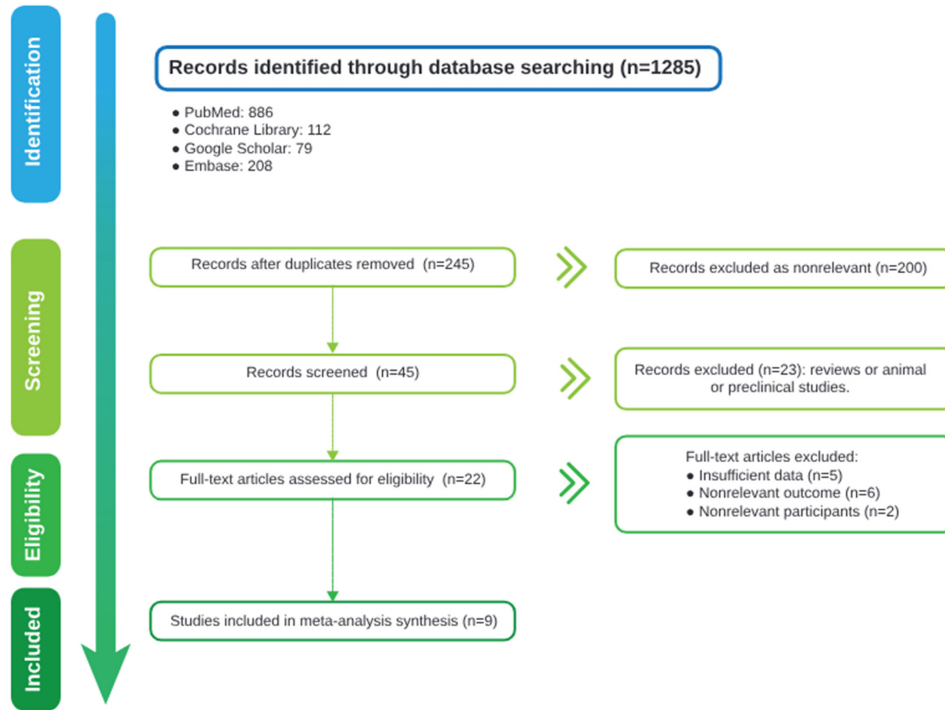 Identification
Records identified through database searching (n=1285)
● PubMed: 886
● Cochrane Library: 112
● Google Scholar: 79
● Embase: 208
Screening
Records after duplicates removed (n=245)
Records excluded as nonrelevant (n=200)
Records screened (n=45)
Records excluded (n=23): reviews or animal
or preclinical studies.
Eligibility
Full-text articles assessed for eligibility (n=22)
Full-text articles excluded:
● Insufficient data (n=5)
● Nonrelevant outcome (n=6)
● Nonrelevant participants (n=2)
Included
Studies included in meta-analysis synthesis (n=9)